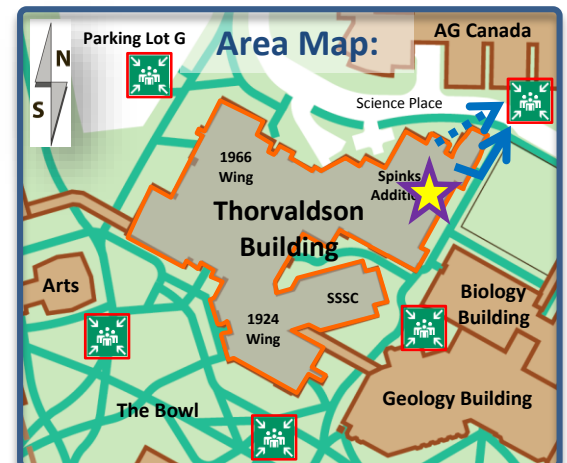 Area Map:
N
S
Parking Lot G
AG Canada
Science Place
1966
Wing
Spinks
Additi
Thorvaldson
Building
Arts
SSSC
Biology
Building
1924
Wing
Geology Building
The Bowl